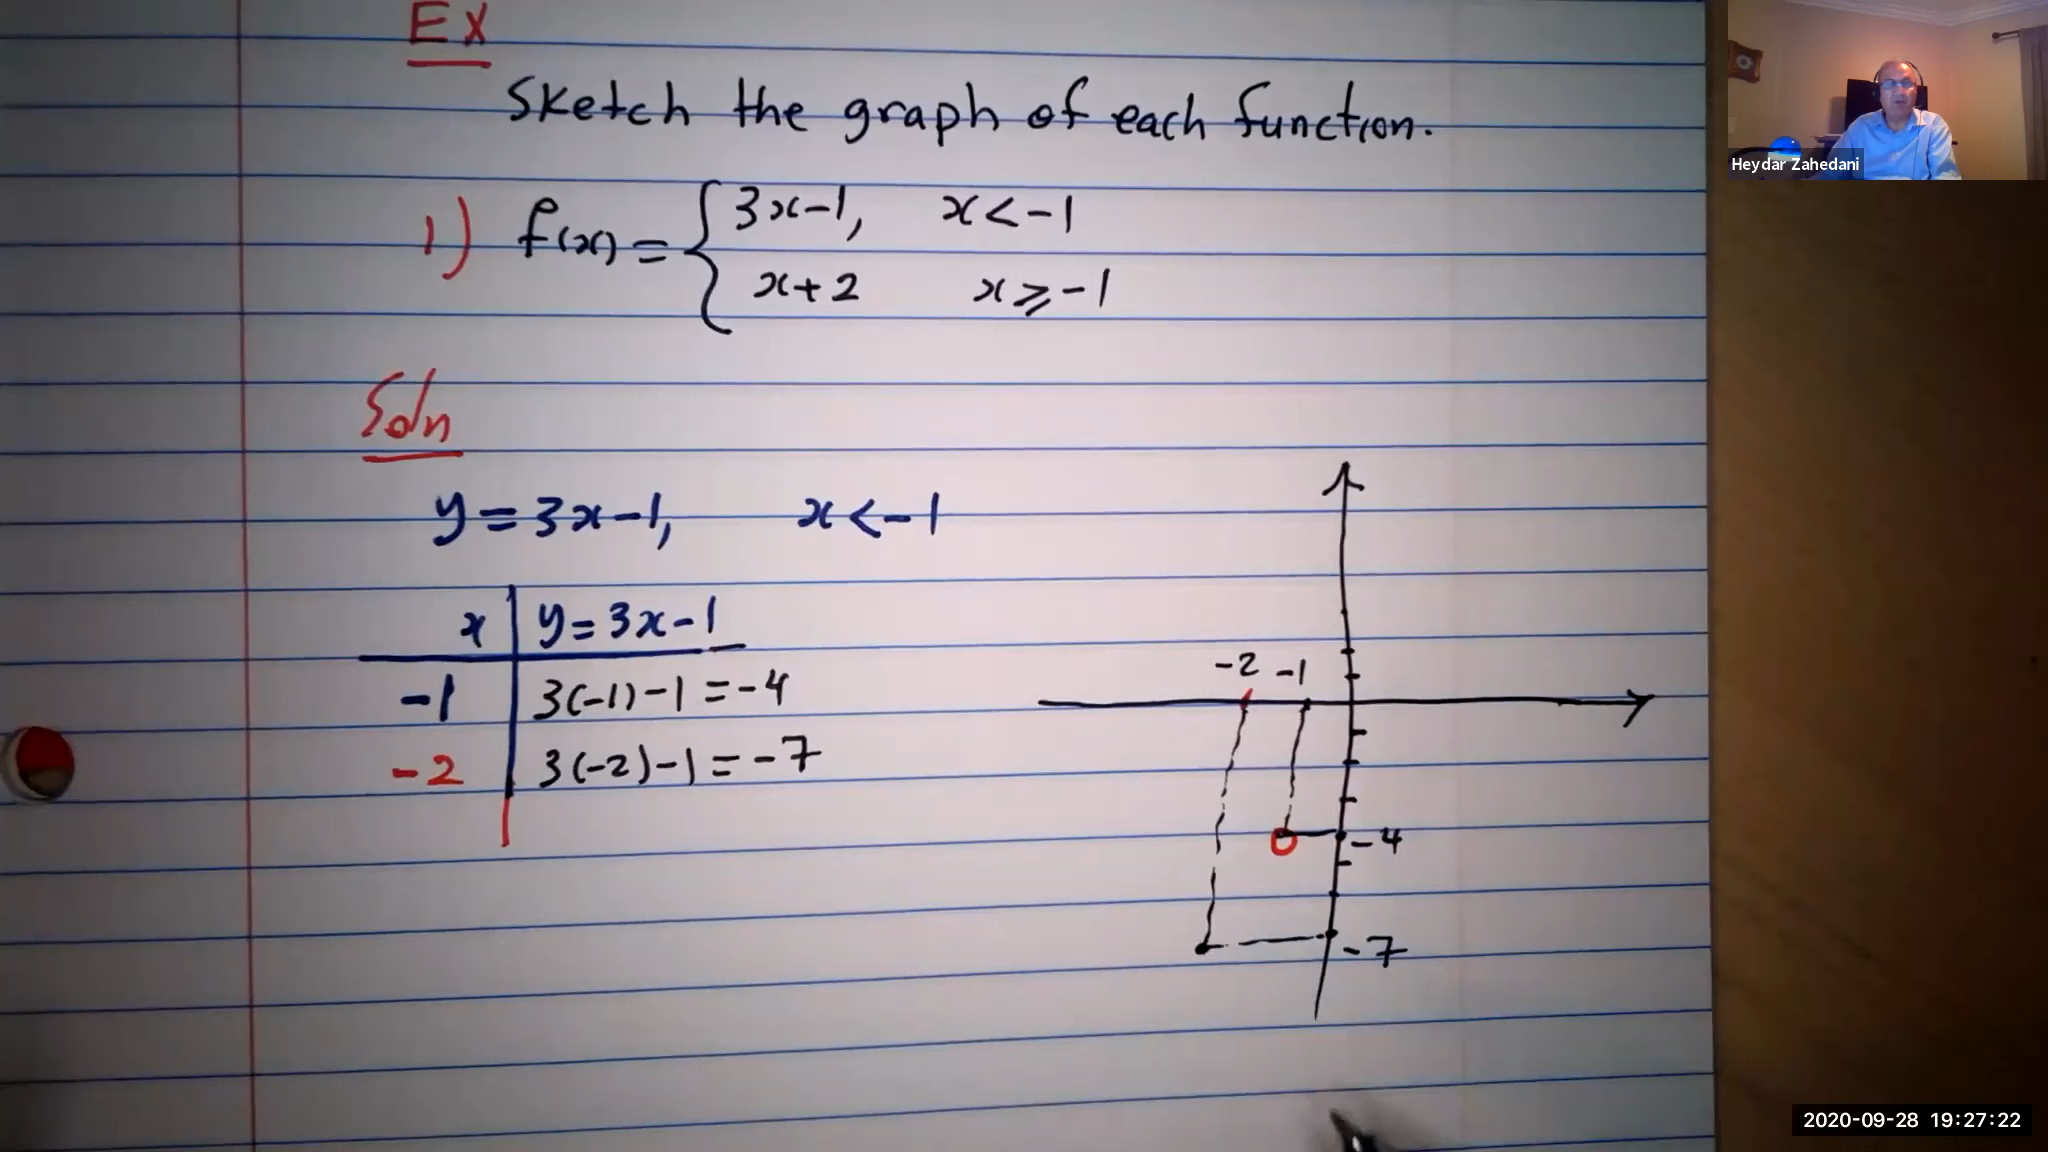 Ex
Sketch the graph of each function.
1) f(x) = { 3x-1, x < -1
x+2 x ≥ -1
Soln
y = 3x-1, x < -1
x | y = 3x-1
-1 | 3(-1)-1 = -4
-2 | 3(-2)-1 = -7
-2 -1
-4
-7
Heydar Zahedani
2020-09-28 19:27:22